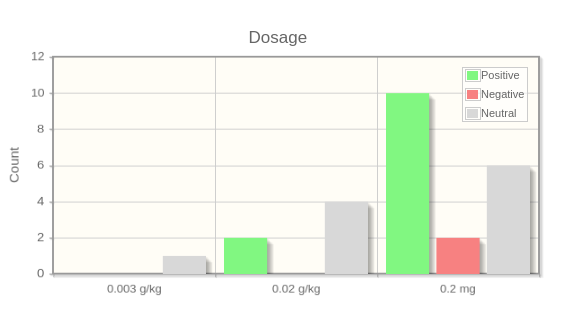 Dosage
12
10
8
6
4
2
0
Count
Positive
Negative
Neutral
0.003 g/kg
0.02 g/kg
0.2 mg